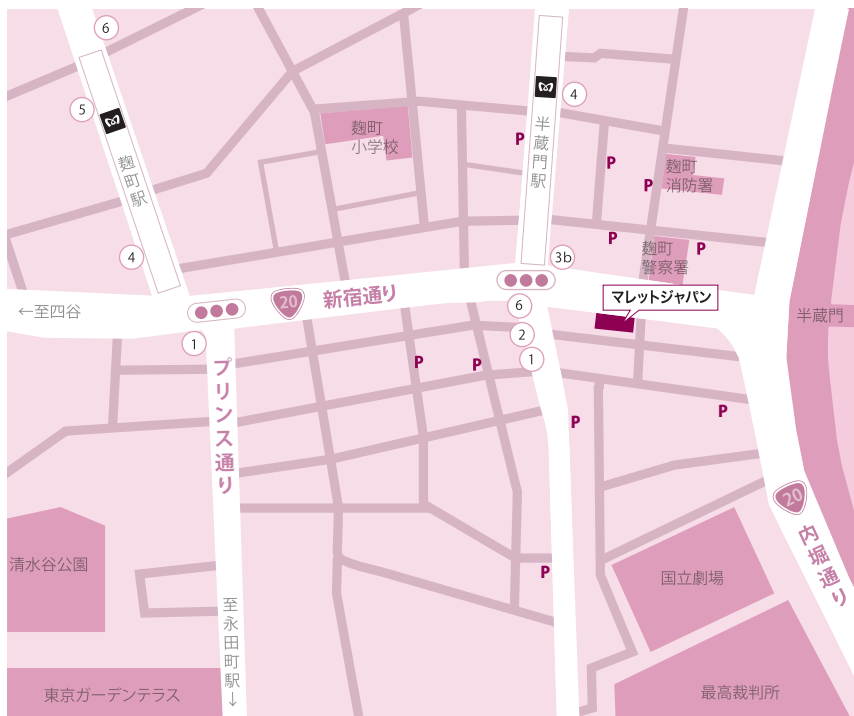 6
5
麹町駅
4
麹町
小学校
P
4
半蔵門駅
P
P
麹町
消防署
P
麹町
警察署
P
3b
←至四谷
20
新宿通り
マレットジャパン
半蔵門
6
2
1
1
プリンス通り
P
P
P
P
20
内堀通り
清水谷公園
P
国立劇場
至永田町駅↓
東京ガーデンテラス
最高裁判所